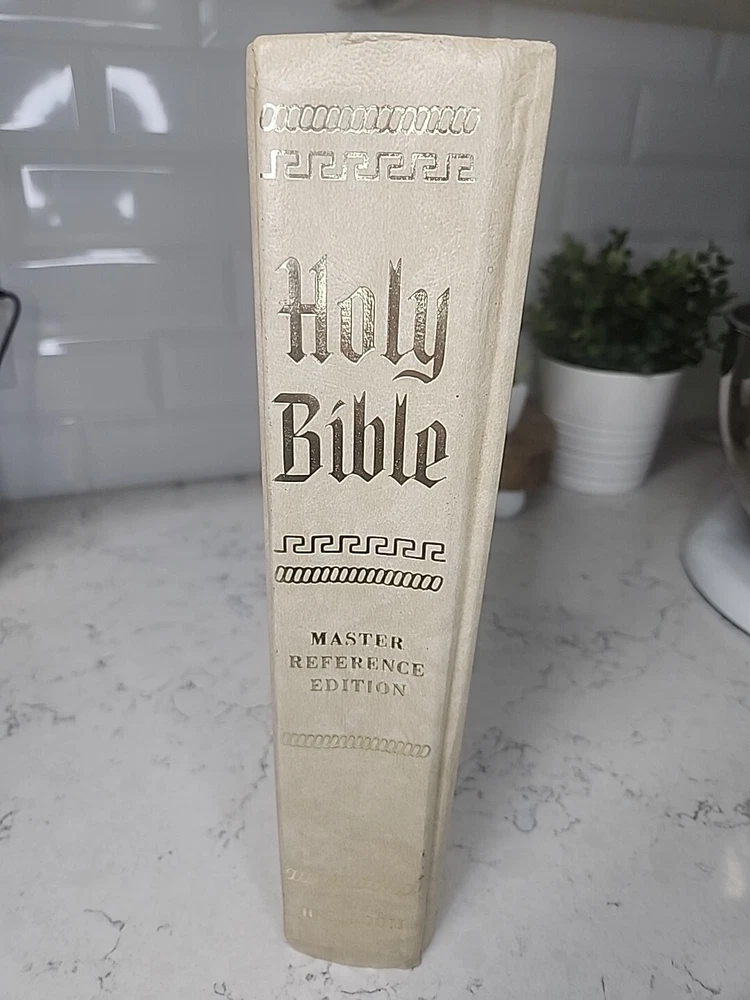 Holy
Bible
MASTER
REFERENCE
EDITION